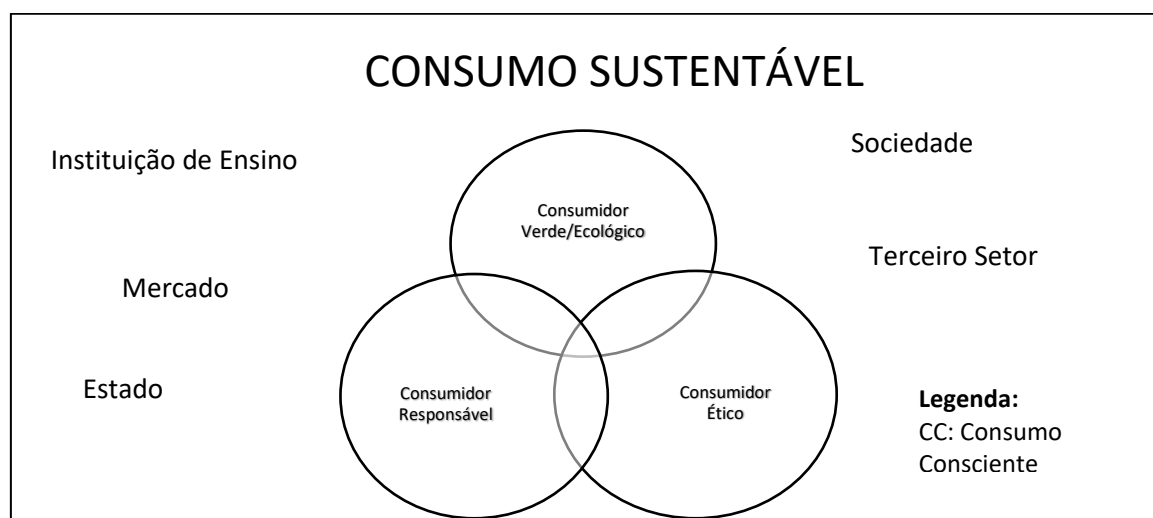 CONSUMO SUSTENTÁVEL
Instituição de Ensino
Sociedade
Consumidor
Verde/Ecológico
Terceiro Setor
Mercado
Estado
Consumidor
Responsável
Consumidor
Ético
Legenda:
CC: Consumo
Consciente